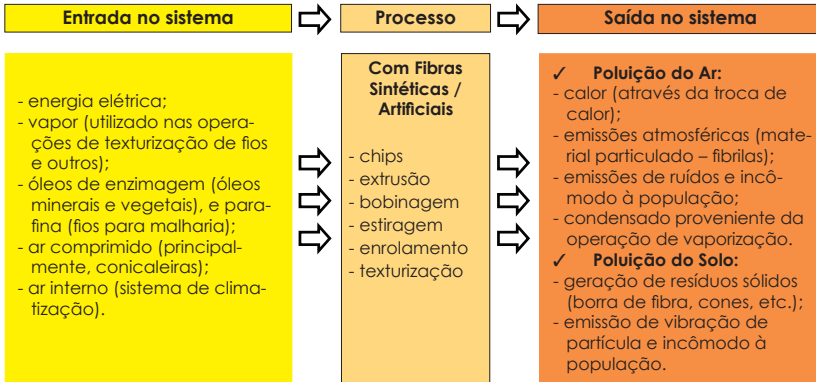 Entrada no sistema
Processo
Saída no sistema
- energia elétrica;
- vapor (utilizado nas opera-
ções de texturização de fios
e outros);
- óleos de enzimagem (óleos
minerais e vegetais), e para-
fina (fios para malharia);
- ar comprimido (principal-
mente, conicaleiras);
- ar interno (sistema de clima-
tização).
Com Fibras
Sintéticas /
Artificiais
- chips
- extrusão
- bobinagem
- estiragem
- enrolamento
- texturização
✓ Poluição do Ar:
- calor (através da troca de
calor);
- emissões atmosféricas (mate-
rial particulado – fibrilas);
- emissões de ruídos e incô-
modo à população;
- condensado proveniente da
operação de vaporização.
✓ Poluição do Solo:
- geração de resíduos sólidos
(borra de fibra, cones, etc.);
- emissão de vibração de
partícula e incômodo à
população.